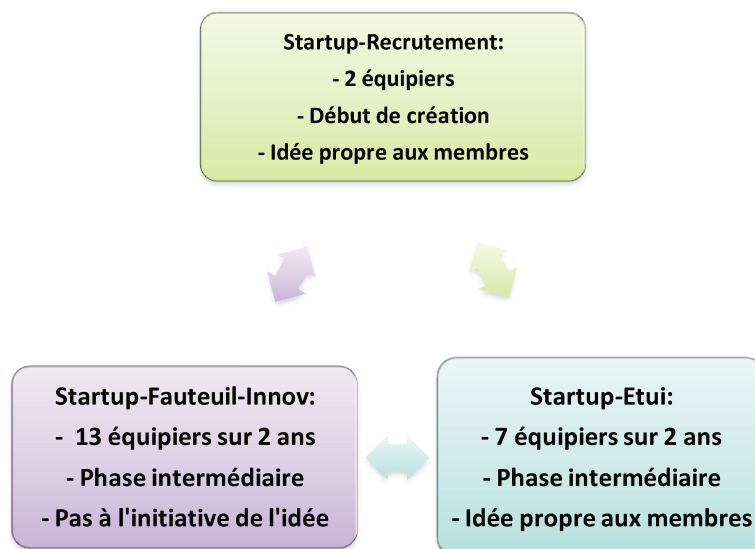 Startup-Recrutement:
- 2 équipiers
- Début de création
- Idée propre aux membres
Startup-Fauteuil-Innov:
- 13 équipiers sur 2 ans
- Phase intermédiaire
- Pas à l'initiative de l'idée
Startup-Etui:
- 7 équipiers sur 2 ans
- Phase intermédiaire
- Idée propre aux membres